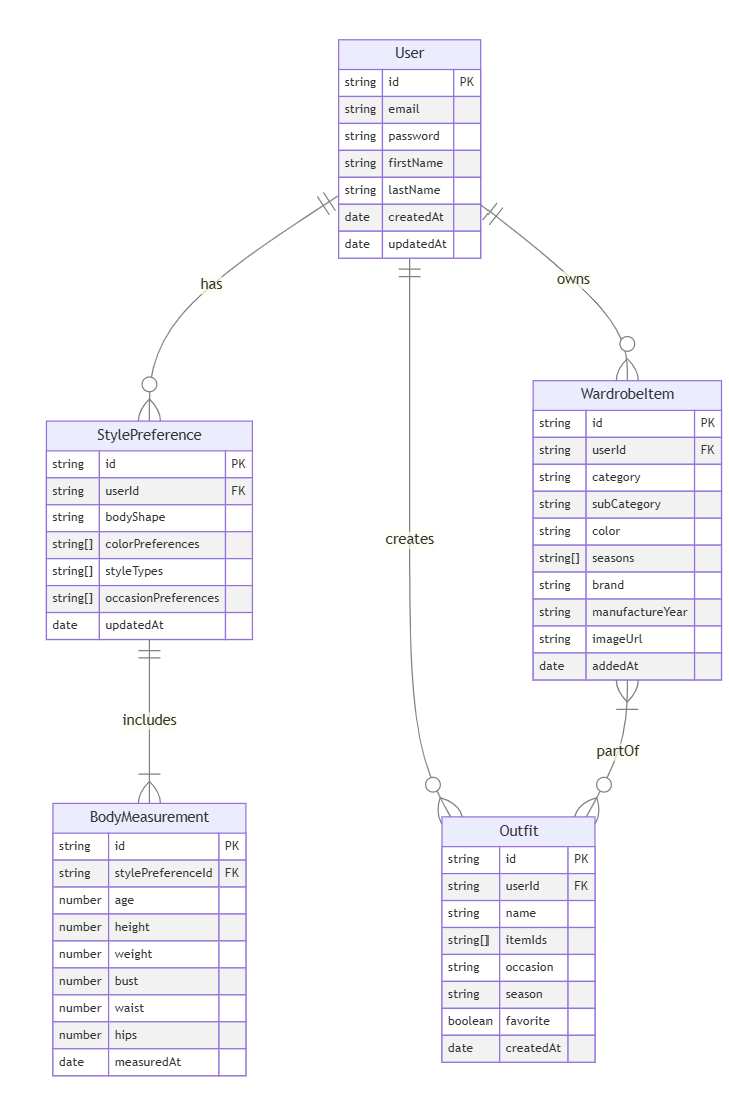 User
string id PK
string email
string password
string firstName
string lastName
date createdAt
date updatedAt
has
owns
creates
StylePreference
string id PK
string userId FK
string bodyShape
string[] colorPreferences
string[] styleTypes
string[] occasionPreferences
date updatedAt
WardrobeItem
string id PK
string userId FK
string category
string subCategory
string color
string[] seasons
string brand
string manufactureYear
string imageUrl
date addedAt
includes
partOf
BodyMeasurement
string id PK
string stylePreferenceId FK
number age
number height
number weight
number bust
number waist
number hips
date measuredAt
Outfit
string id PK
string userId FK
string name
string[] itemIds
string occasion
string season
boolean favorite
date createdAt